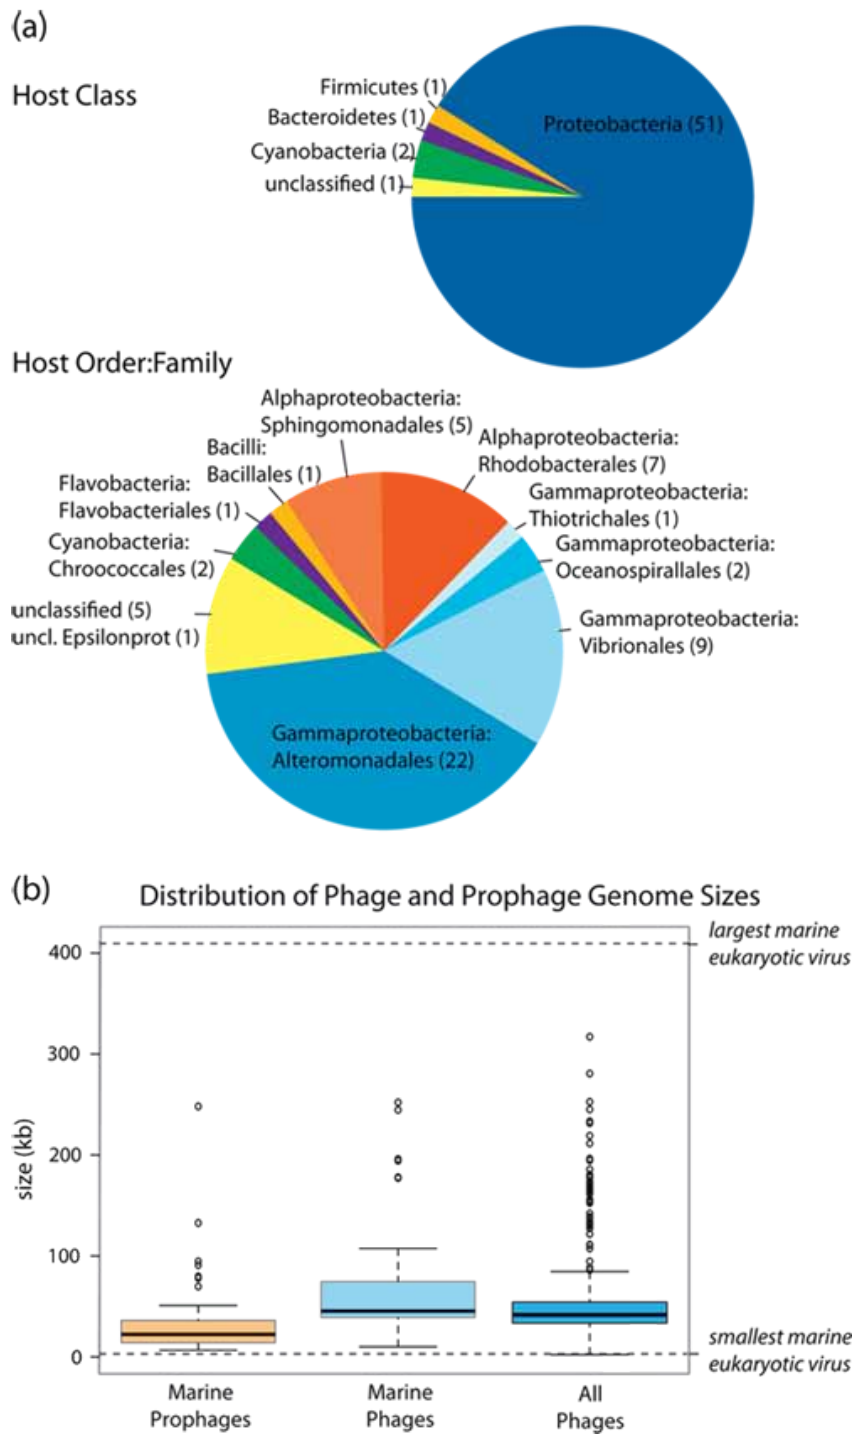 (a)
Host Class
Firmicutes (1)
Bacteroidetes (1)
Cyanobacteria (2)
unclassified (1)
Proteobacteria (51)
Host Order:Family
Alphaproteobacteria:
Sphingomonadales (5)
Alphaproteobacteria:
Rhodobacterales (7)
Bacilli:
Bacillales (1)
Flavobacteria:
Flavobacteriales (1)
Gammaproteobacteria:
Thiotrichales (1)
Cyanobacteria:
Chroococcales (2)
Gammaproteobacteria:
Oceanospirallales (2)
unclassified (5)
uncl. Epsilonprot (1)
Gammaproteobacteria:
Vibrionales (9)
Gammaproteobacteria:
Alteromonadales (22)
(b)
Distribution of Phage and Prophage Genome Sizes
largest marine
eukaryotic virus
400
300
200
100
0
size (kb)
smallest marine
eukaryotic virus
Marine
Prophages
Marine
Phages
All
Phages